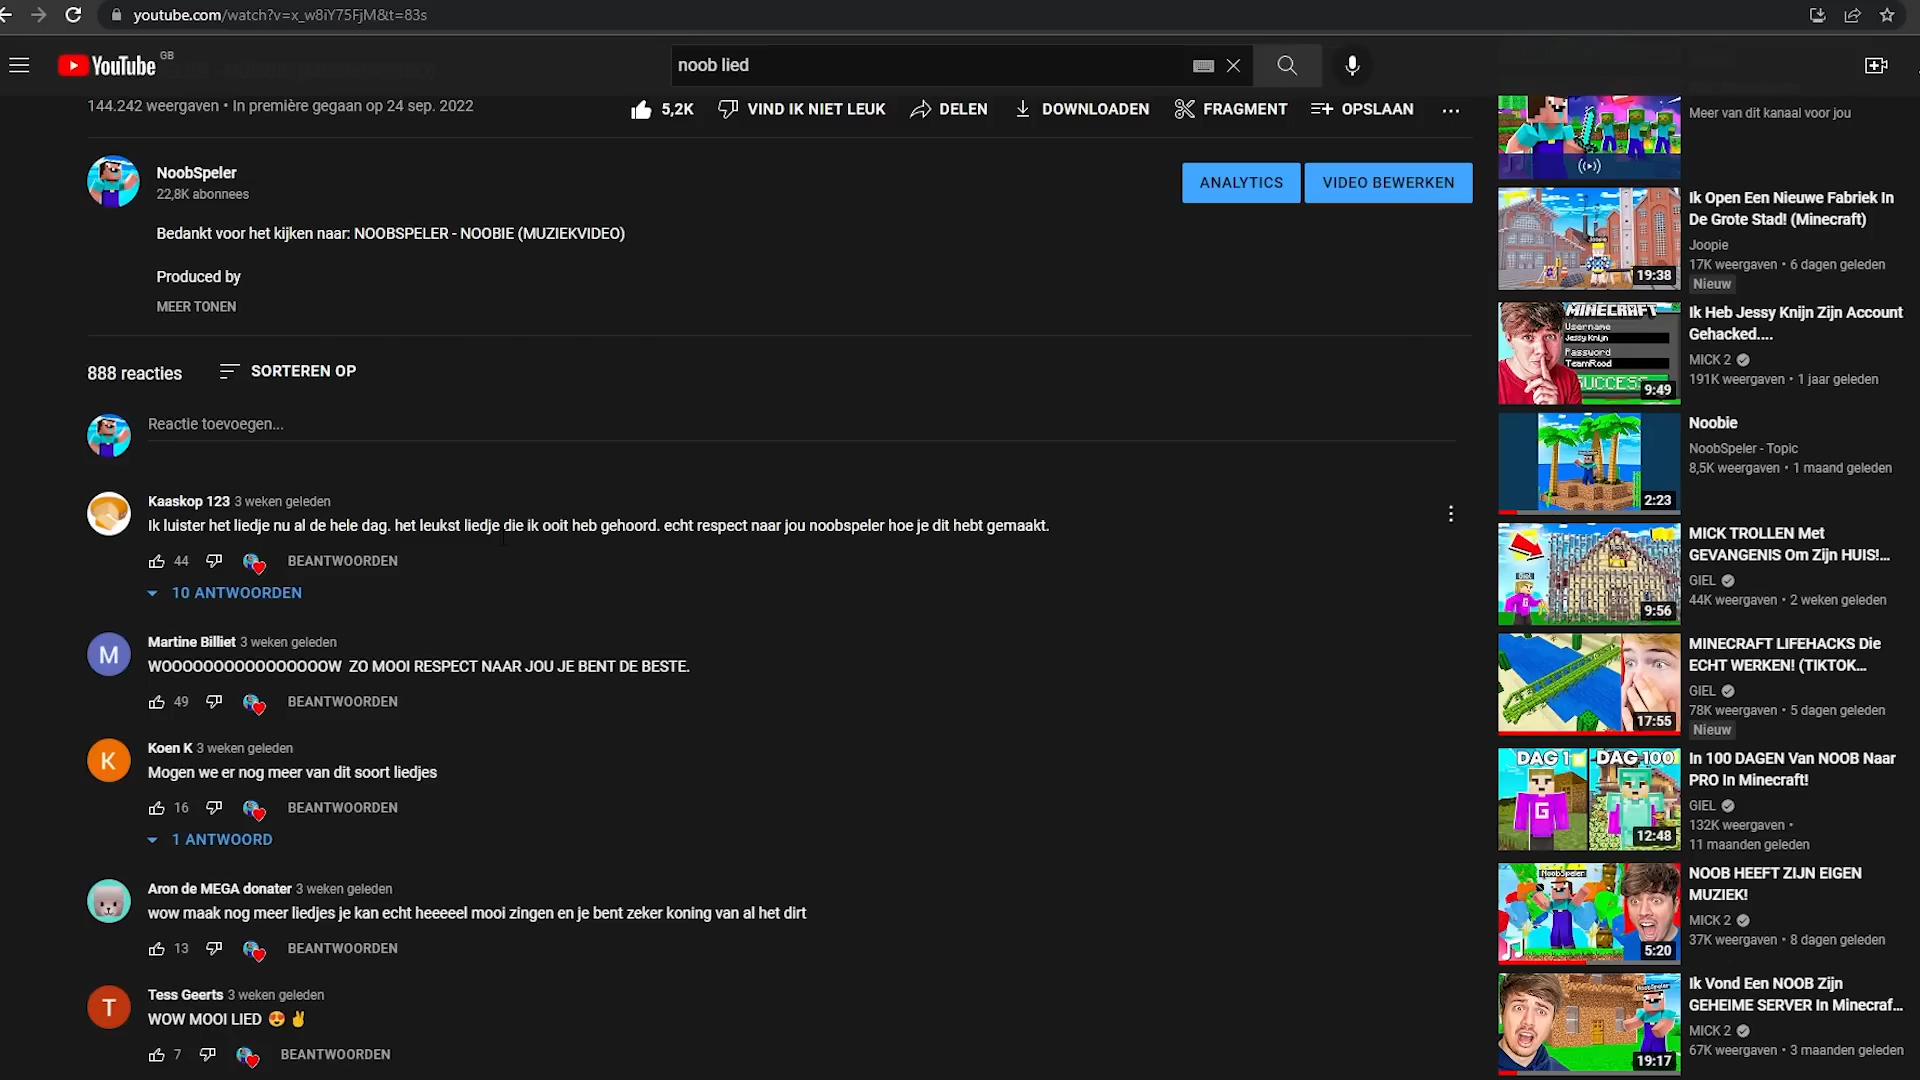 youtube.com/watch?v=x_w8iY75FjM&t=83s
YouTube GB
noob lied
144.242 weergaven • In première gegaan op 24 sep. 2022
5,2K VIND IK NIET LEUK DELEN DOWNLOADEN FRAGMENT OPSLAAN
NoobSpeler
22,8K abonnees
ANALYTICS VIDEO BEWERKEN
Bedankt voor het kijken naar: NOOBSPELER - NOOBIE (MUZIEKVIDEO)
Produced by
MEER TONEN
888 reacties SORTEREN OP
Reactie toevoegen...
Kaaskop 123 3 weken geleden
Ik luister het liedje nu al de hele dag. het leukst liedje die ik ooit heb gehoord. echt respect naar jou noobspeler hoe je dit hebt gemaakt.
44 BEANTWOORDEN
10 ANTWOORDEN
M
Martine Billiet 3 weken geleden
WOOOOOOOOOOOOOOOOW ZO MOOI RESPECT NAAR JOU JE BENT DE BESTE.
49 BEANTWOORDEN
K
Koen K 3 weken geleden
Mogen we er nog meer van dit soort liedjes
16 BEANTWOORDEN
1 ANTWOORD
Aron de MEGA donater 3 weken geleden
wow maak nog meer liedjes je kan echt heeeeel mooi zingen en je bent zeker koning van al het dirt
13 BEANTWOORDEN
T
Tess Geerts 3 weken geleden
WOW MOOI LIED 😍✌
7 BEANTWOORDEN
Meer van dit kanaal voor jou
Joopie
19:38
Ik Open Een Nieuwe Fabriek In
De Grote Stad! (Minecraft)
Joopie
17K weergaven • 6 dagen geleden
Nieuw
MINECRAFT
Username
Jessy Knijn
Password
TeamRood
SUCCESS
9:49
Ik Heb Jessy Knijn Zijn Account
Gehacked....
MICK 2
191K weergaven • 1 jaar geleden
2:23
Noobie
NoobSpeler - Topic
8,5K weergaven • 1 maand geleden
Giel
G
9:56
MICK TROLLEN Met
GEVANGENIS Om Zijn HUIS!...
GIEL
44K weergaven • 2 weken geleden
17:55
MINECRAFT LIFEHACKS Die
ECHT WERKEN! (TIKTOK...
GIEL
78K weergaven • 5 dagen geleden
Nieuw
DAG 1 DAG 100
G
12:48
In 100 DAGEN Van NOOB Naar
PRO In Minecraft!
GIEL
132K weergaven •
11 maanden geleden
NoobSpeler
5:20
NOOB HEEFT ZIJN EIGEN
MUZIEK!
MICK 2
37K weergaven • 8 dagen geleden
NoobSpeler
19:17
Ik Vond Een NOOB Zijn
GEHEIME SERVER In Minecraf...
MICK 2
67K weergaven • 3 maanden geleden